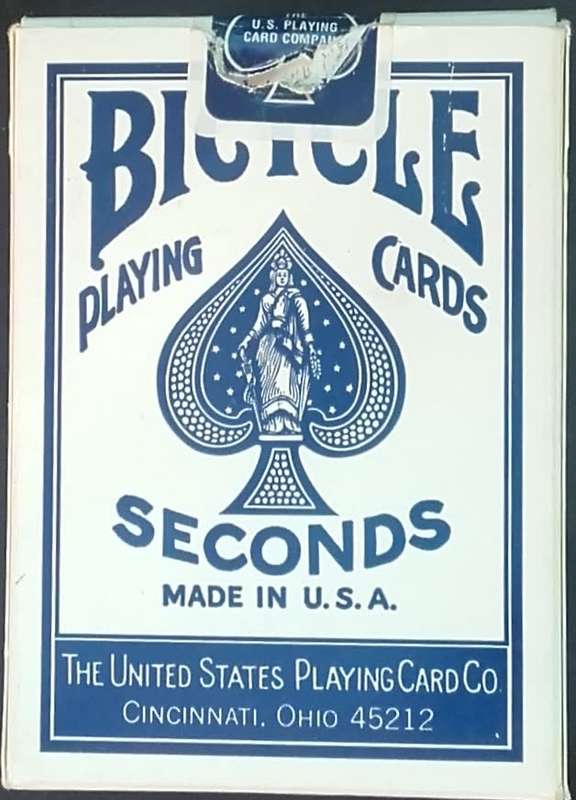 THE
U.S. PLAYING
CARD COMPANY
BICYCLE
PLAYING CARDS
SECONDS
MADE IN U.S.A.
THE UNITED STATES PLAYING CARD CO.
CINCINNATI, OHIO 45212